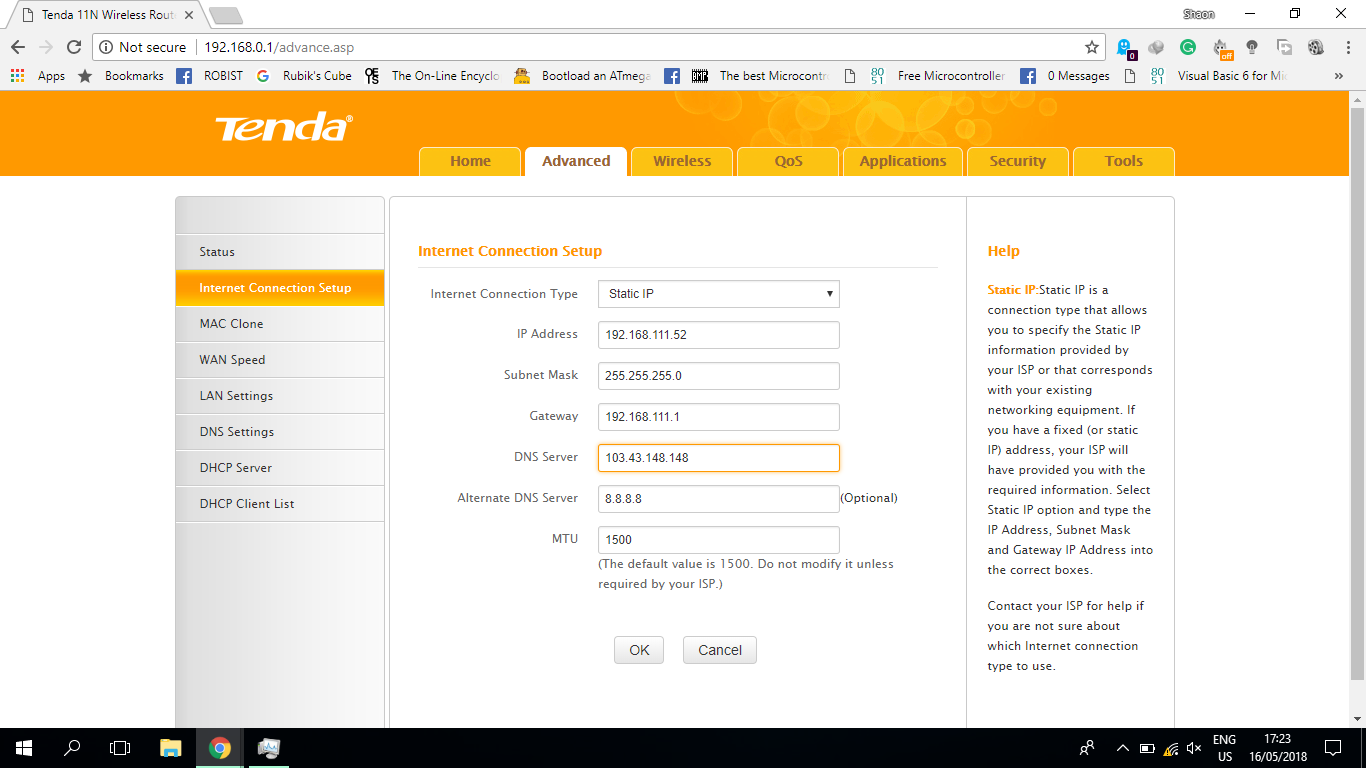 Tenda 11N Wireless Rout
Shaon
Not secure
192.168.0.1/advance.asp
0
off
Apps
Bookmarks
ROBIST
Rubik's Cube
The On-Line Encyclo
Bootload an ATmega
The best Microcontr
Free Microcontroller
0 Messages
Visual Basic 6 for Mi
»
Tenda®
Home
Advanced
Wireless
QoS
Applications
Security
Tools
Status
Internet Connection Setup
MAC Clone
WAN Speed
LAN Settings
DNS Settings
DHCP Server
DHCP Client List
Internet Connection Setup
Internet Connection Type Static IP
IP Address 192.168.111.52
Subnet Mask 255.255.255.0
Gateway 192.168.111.1
DNS Server 103.43.148.148
Alternate DNS Server 8.8.8.8 (Optional)
MTU 1500
(The default value is 1500. Do not modify it unless
required by your ISP.)
OK Cancel
Help
Static IP:Static IP is a
connection type that allows
you to specify the Static IP
information provided by
your ISP or that corresponds
with your existing
networking equipment. If
you have a fixed (or static
IP) address, your ISP will
have provided you with the
required information. Select
Static IP option and type the
IP Address, Subnet Mask
and Gateway IP Address into
the correct boxes.
Contact your ISP for help if
you are not sure about
which Internet connection
type to use.
ENG
US
17:23
16/05/2018